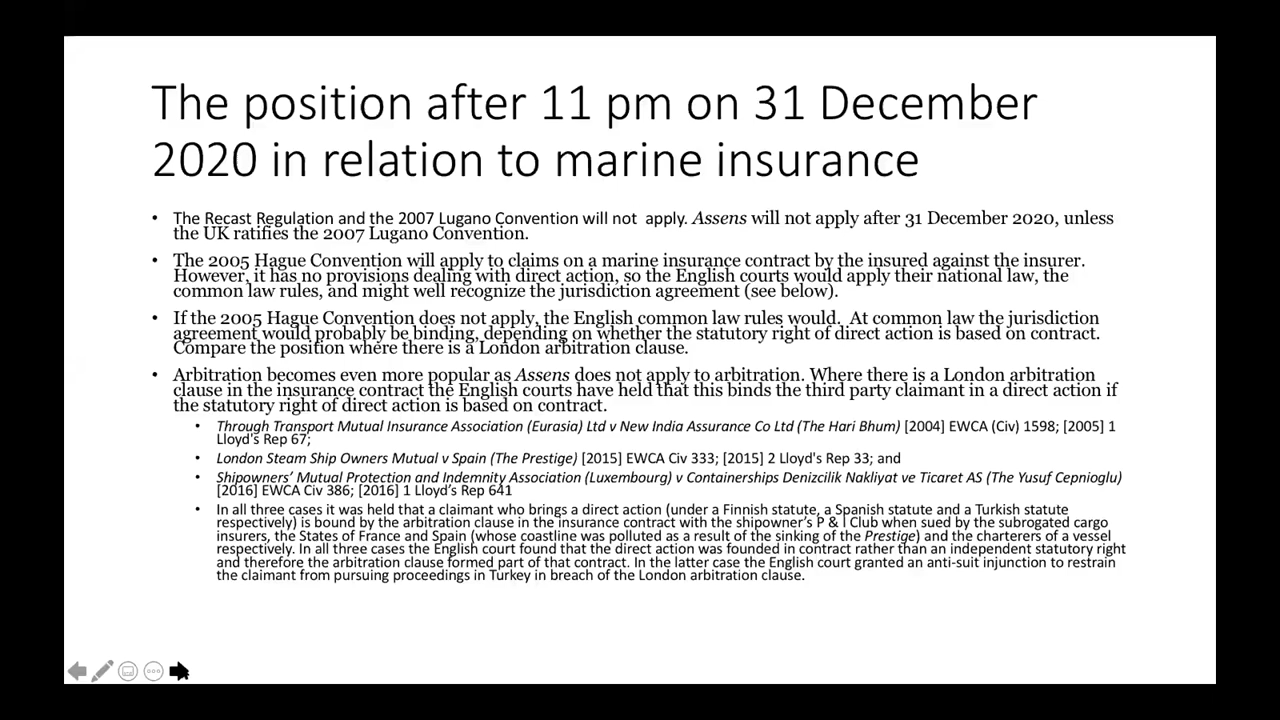 The position after 11 pm on 31 December
2020 in relation to marine insurance
• The Recast Regulation and the 2007 Lugano Convention will not apply. Assens will not apply after 31 December 2020, unless
the UK ratifies the 2007 Lugano Convention.
• The 2005 Hague Convention will apply to claims on a marine insurance contract by the insured against the insurer.
However, it has no provisions dealing with direct action, so the English courts would apply their national law, the
common law rules, and might well recognize the jurisdiction agreement (see below).
• If the 2005 Hague Convention does not apply, the English common law rules would. At common law the jurisdiction
agreement would probably be binding, depending on whether the statutory right of direct action is based on contract.
Compare the position where there is a London arbitration clause.
• Arbitration becomes even more popular as Assens does not apply to arbitration. Where there is a London arbitration
clause in the insurance contract the English courts have held that this binds the third party claimant in a direct action if
the statutory right of direct action is based on contract.
• Through Transport Mutual Insurance Association (Eurasia) Ltd v New India Assurance Co Ltd (The Hari Bhum) [2004] EWCA (Civ) 1598; [2005] 1
Lloyd's Rep 67;
• London Steam Ship Owners Mutual v Spain (The Prestige) [2015] EWCA Civ 333; [2015] 2 Lloyd's Rep 33; and
• Shipowners' Mutual Protection and Indemnity Association (Luxembourg) v Containerships Denizcilik Nakliyat ve Ticaret AS (The Yusuf Cepnioglu)
[2016] EWCA Civ 386; [2016] 1 Lloyd's Rep 641
• In all three cases it was held that a claimant who brings a direct action (under a Finnish statute, a Spanish statute and a Turkish statute
respectively) is bound by the arbitration clause in the insurance contract with the shipowner's P & I Club when sued by the subrogated cargo
insurers, the States of France and Spain (whose coastline was polluted as a result of the sinking of the Prestige) and the charterers of a vessel
respectively. In all three cases the English court found that the direct action was founded in contract rather than an independent statutory right
and therefore the arbitration clause formed part of that contract. In the latter case the English court granted an anti-suit injunction to restrain
the claimant from pursuing proceedings in Turkey in breach of the London arbitration clause.